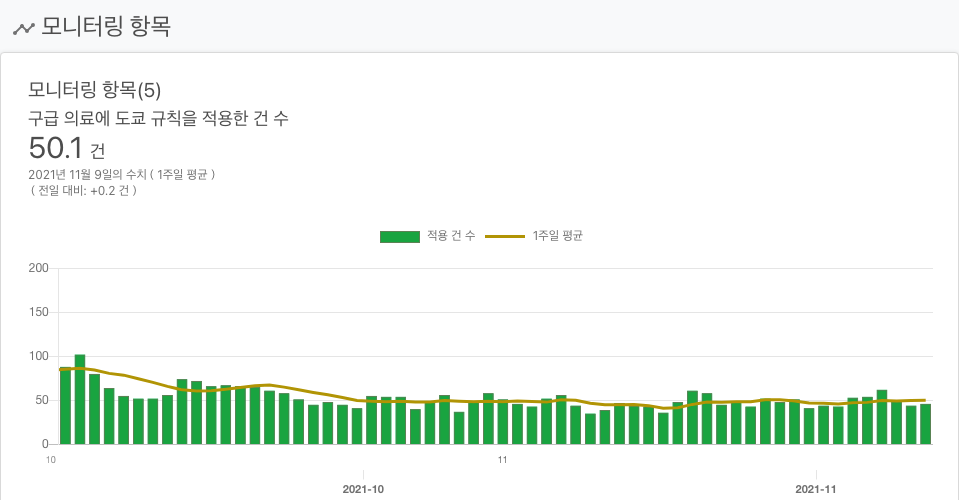 모니터링 항목
모니터링 항목(5)
구급 의료에 도쿄 규칙을 적용한 건 수
50.1 건
2021년 11월 9일의 수치 ( 1주일 평균 )
( 전일 대비: +0.2 건 )
적용 건 수 1주일 평균
200
150
100
50
0
10 11
2021-10 2021-11